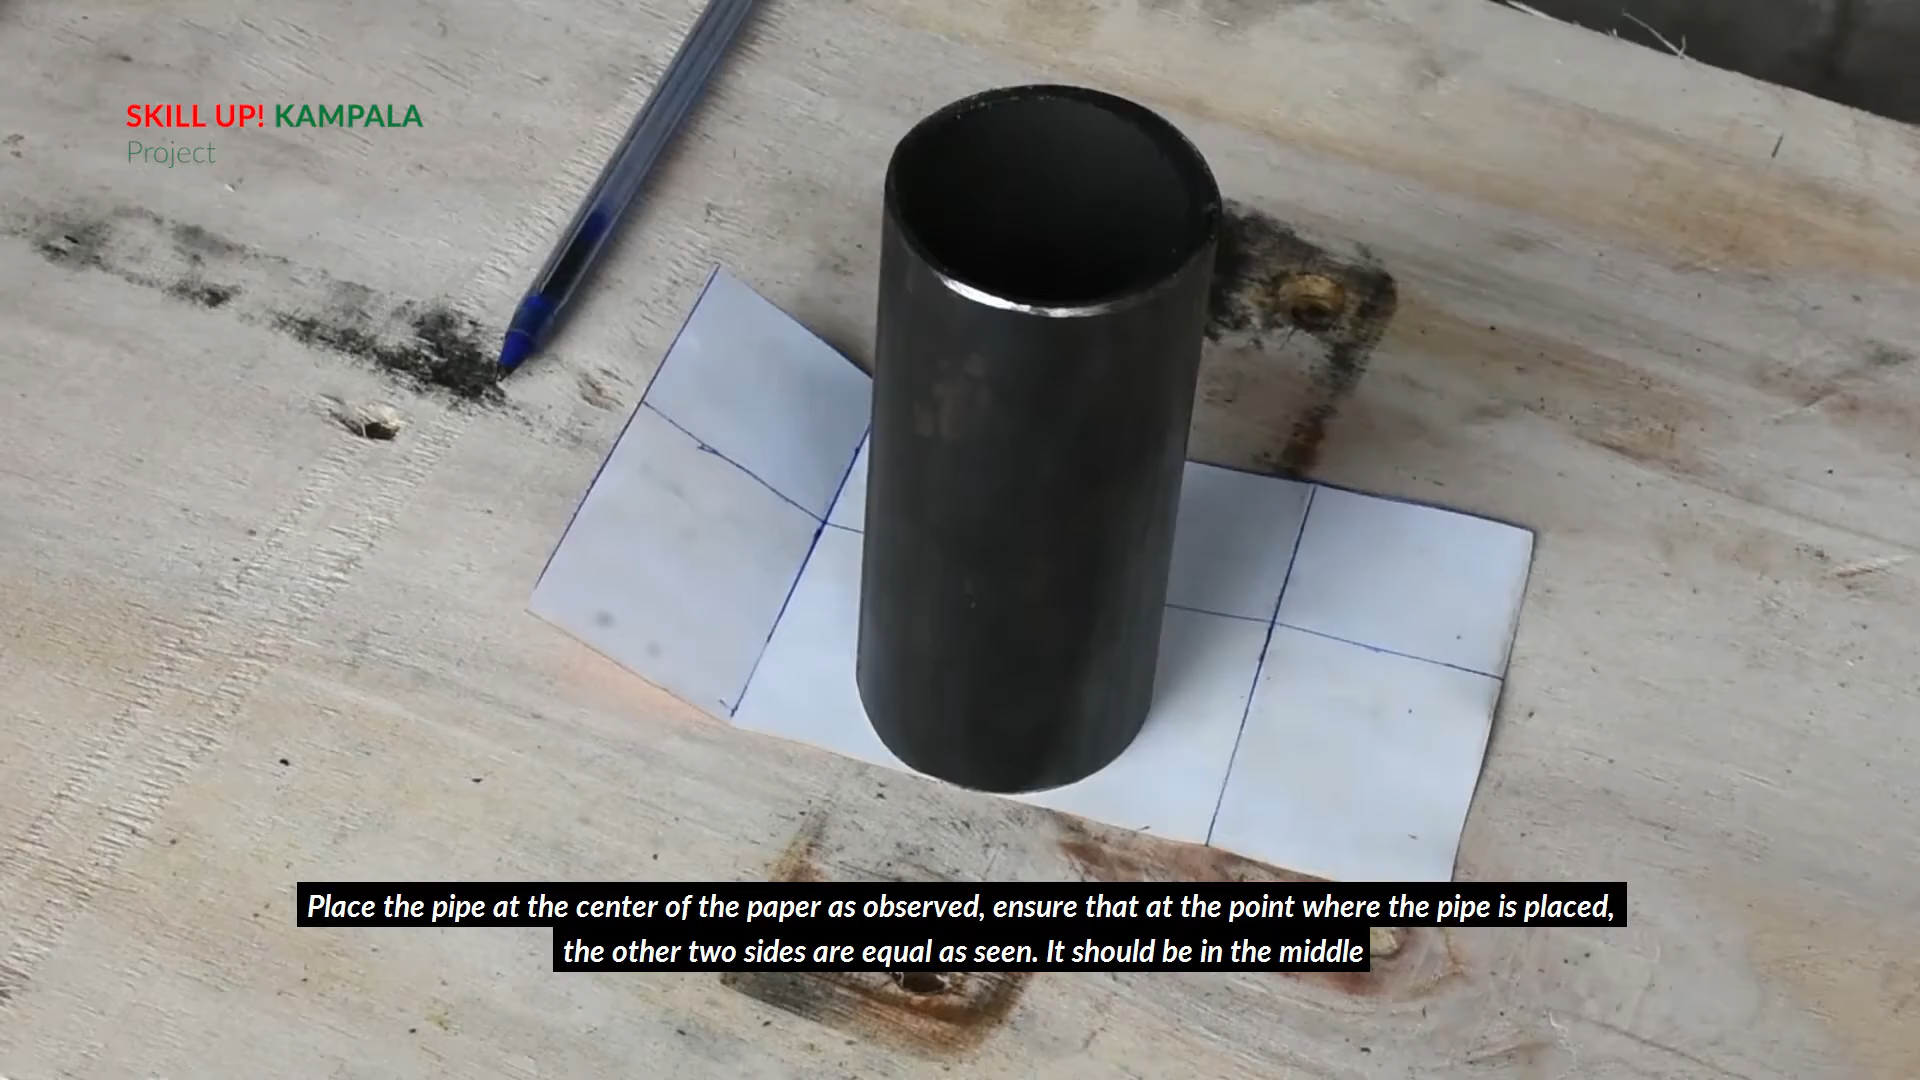 SKILL UP! KAMPALA
Project
Place the pipe at the center of the paper as observed, ensure that at the point where the pipe is placed,
the other two sides are equal as seen. It should be in the middle